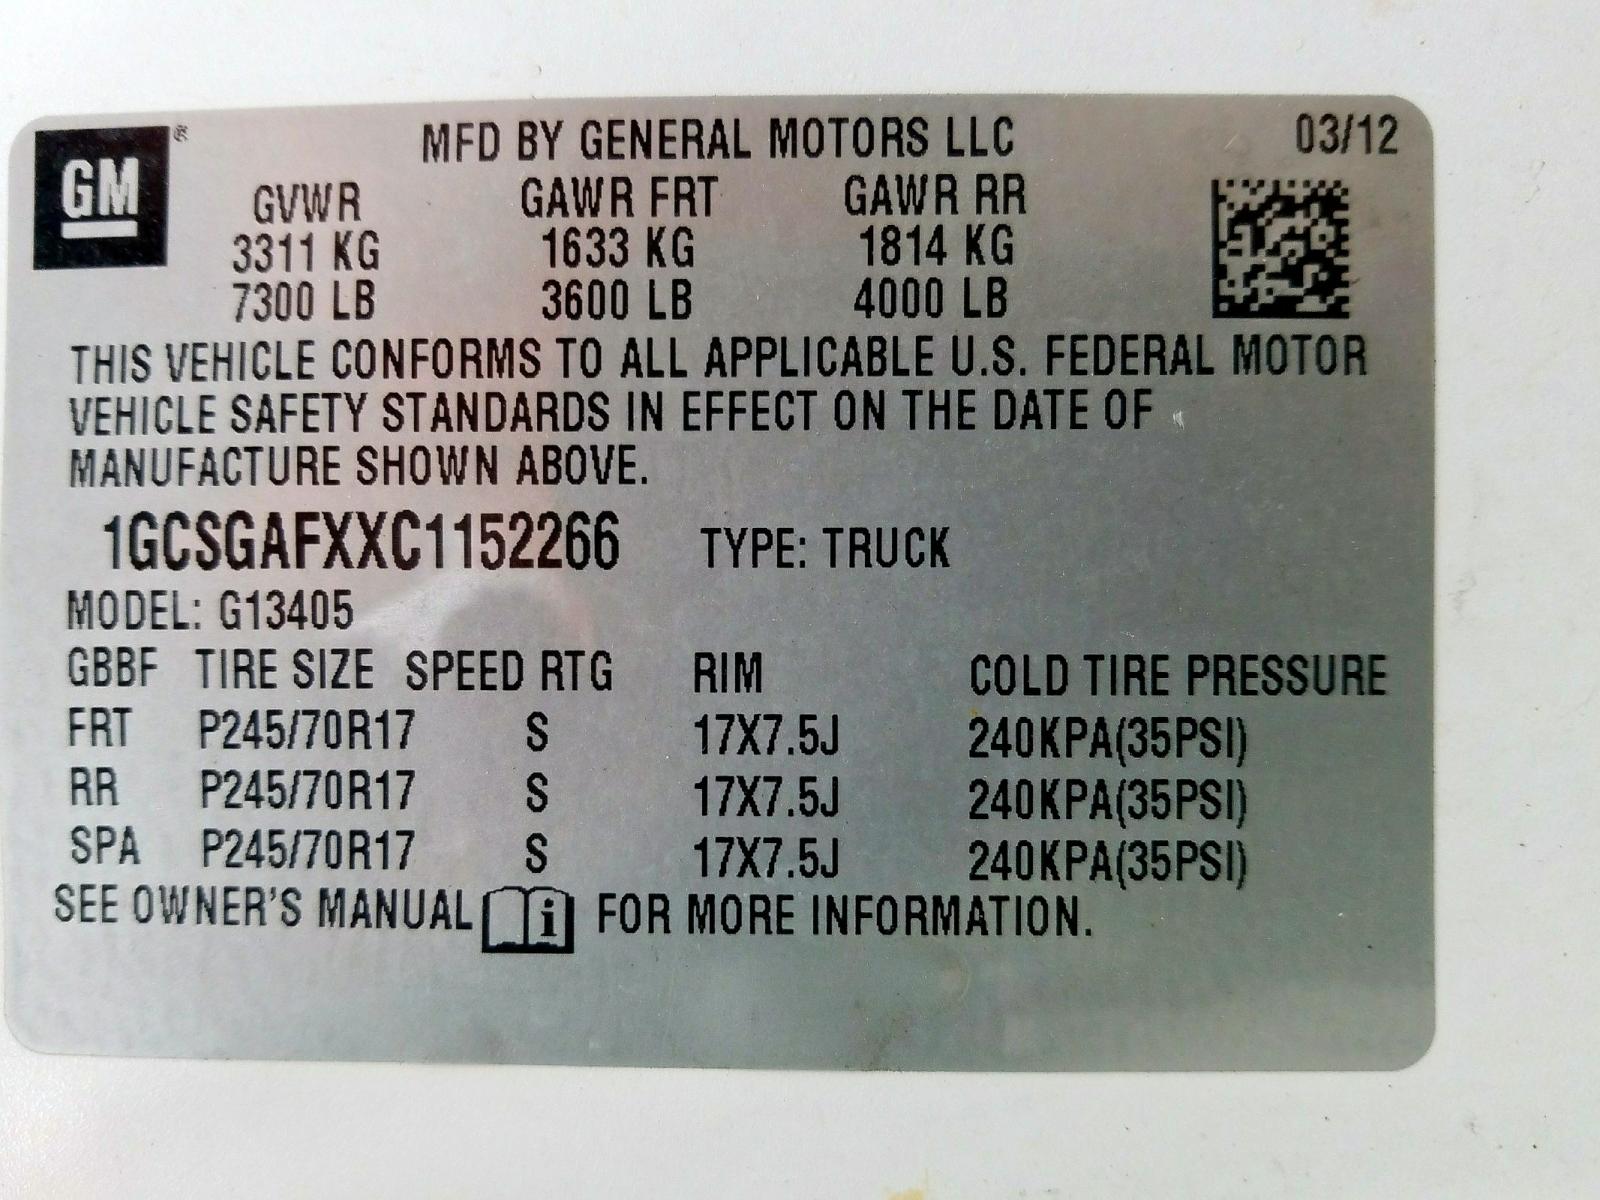 GM® MFD BY GENERAL MOTORS LLC 03/12
GVWR GAWR FRT GAWR RR
3311 KG 1633 KG 1814 KG
7300 LB 3600 LB 4000 LB
THIS VEHICLE CONFORMS TO ALL APPLICABLE U.S. FEDERAL MOTOR
VEHICLE SAFETY STANDARDS IN EFFECT ON THE DATE OF
MANUFACTURE SHOWN ABOVE.
1GCSGAFXXC1152266 TYPE: TRUCK
MODEL: G13405
GBBF TIRE SIZE SPEED RTG RIM COLD TIRE PRESSURE
FRT P245/70R17 S 17X7.5J 240KPA(35PSI)
RR P245/70R17 S 17X7.5J 240KPA(35PSI)
SPA P245/70R17 S 17X7.5J 240KPA(35PSI)
SEE OWNER'S MANUAL i FOR MORE INFORMATION.